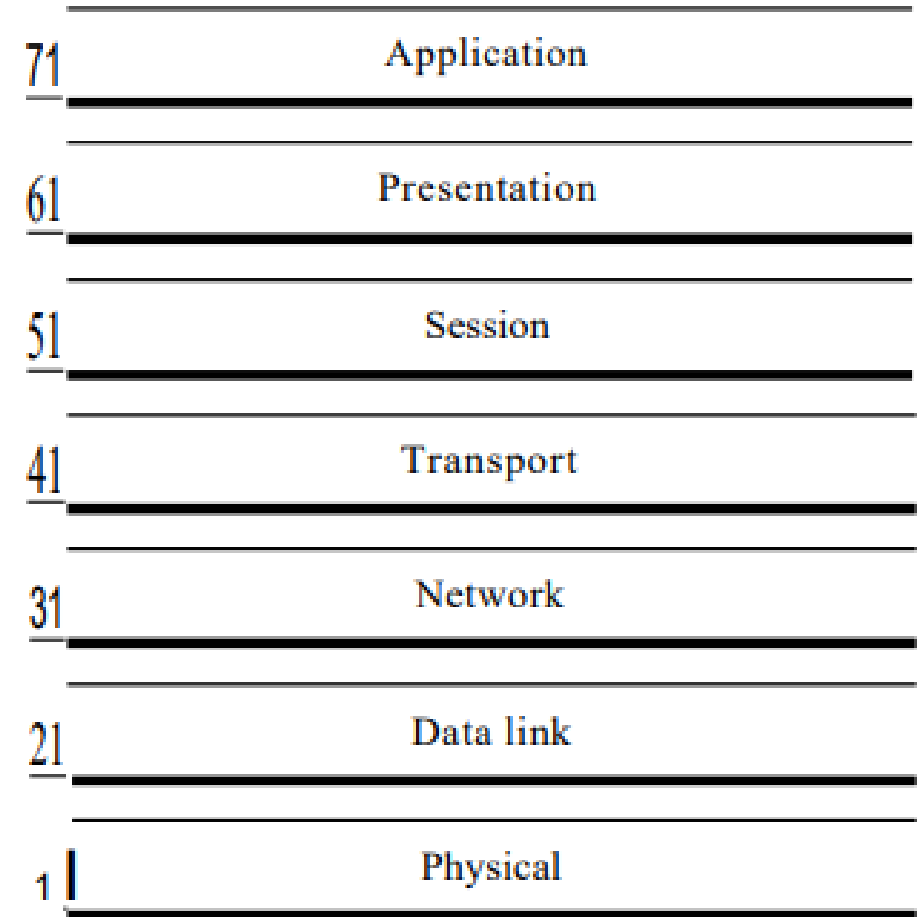 71 Application
61 Presentation
51 Session
41 Transport
31 Network
21 Data link
1 Physical